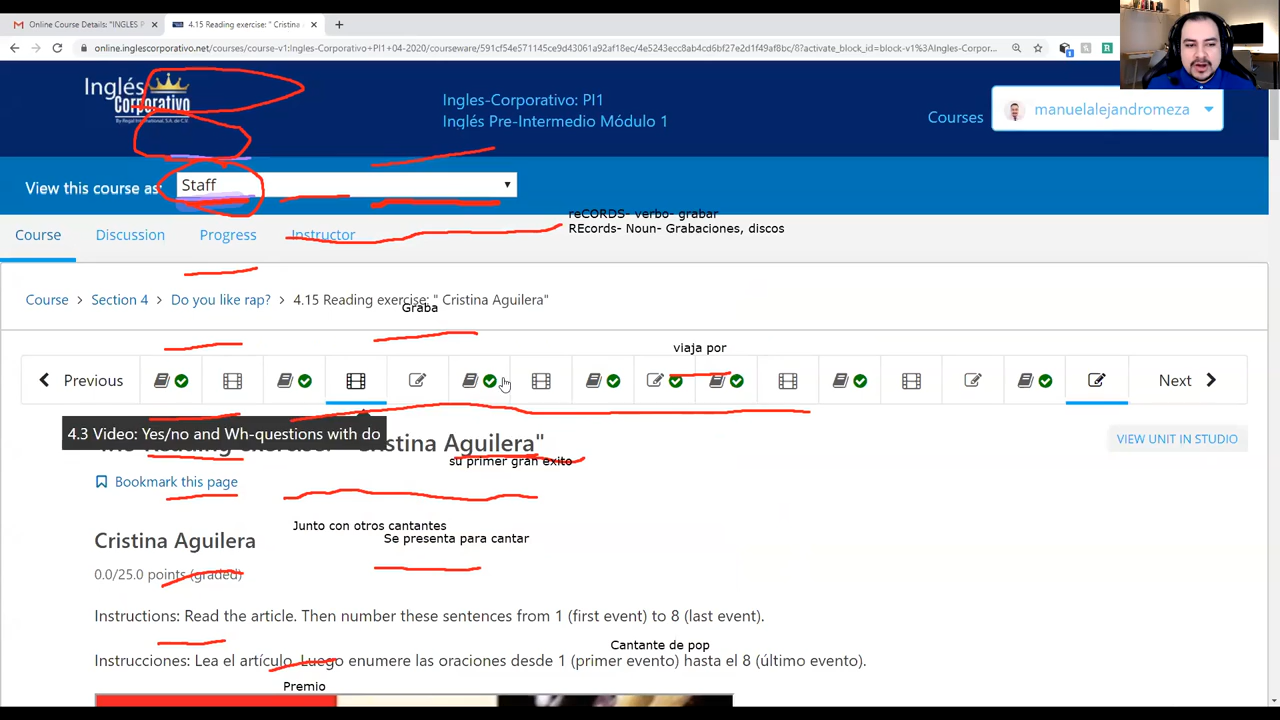 Online Course Details: "INGLES P
4.15 Reading exercise: " Cristina
online.inglescorporativo.net/courses/course-v1:Ingles-Corporativo+PI1+04-2020/courseware/591cf54e571145ce9d43061a92af18ec/4e5243ecc8ab4cd6bf27e2d1f49af8bc/8?activate_block_id=block-v1%3AIngles-Corpor...
Inglés
Corporativo
Ingles-Corporativo: PI1
Inglés Pre-Intermedio Módulo 1
Courses
manuelalejandromeza
View this course as:
Staff
reCORDS- verbo- grabar
REcords- Noun- Grabaciones, discos
Course
Discussion
Progress
Instructor
Course > Section 4 > Do you like rap? > 4.15 Reading exercise: " Cristina Aguilera"
Graba
viaja por
Previous
Next
4.3 Video: Yes/no and Wh-questions with do
Cristina Aguilera"
VIEW UNIT IN STUDIO
su primer gran exito
Bookmark this page
Junto con otros cantantes
Se presenta para cantar
Cristina Aguilera
0.0/25.0 points (graded)
Instructions: Read the article. Then number these sentences from 1 (first event) to 8 (last event).
Cantante de pop
Instrucciones: Lea el artículo. Luego enumere las oraciones desde 1 (primer evento) hasta el 8 (último evento).
Premio